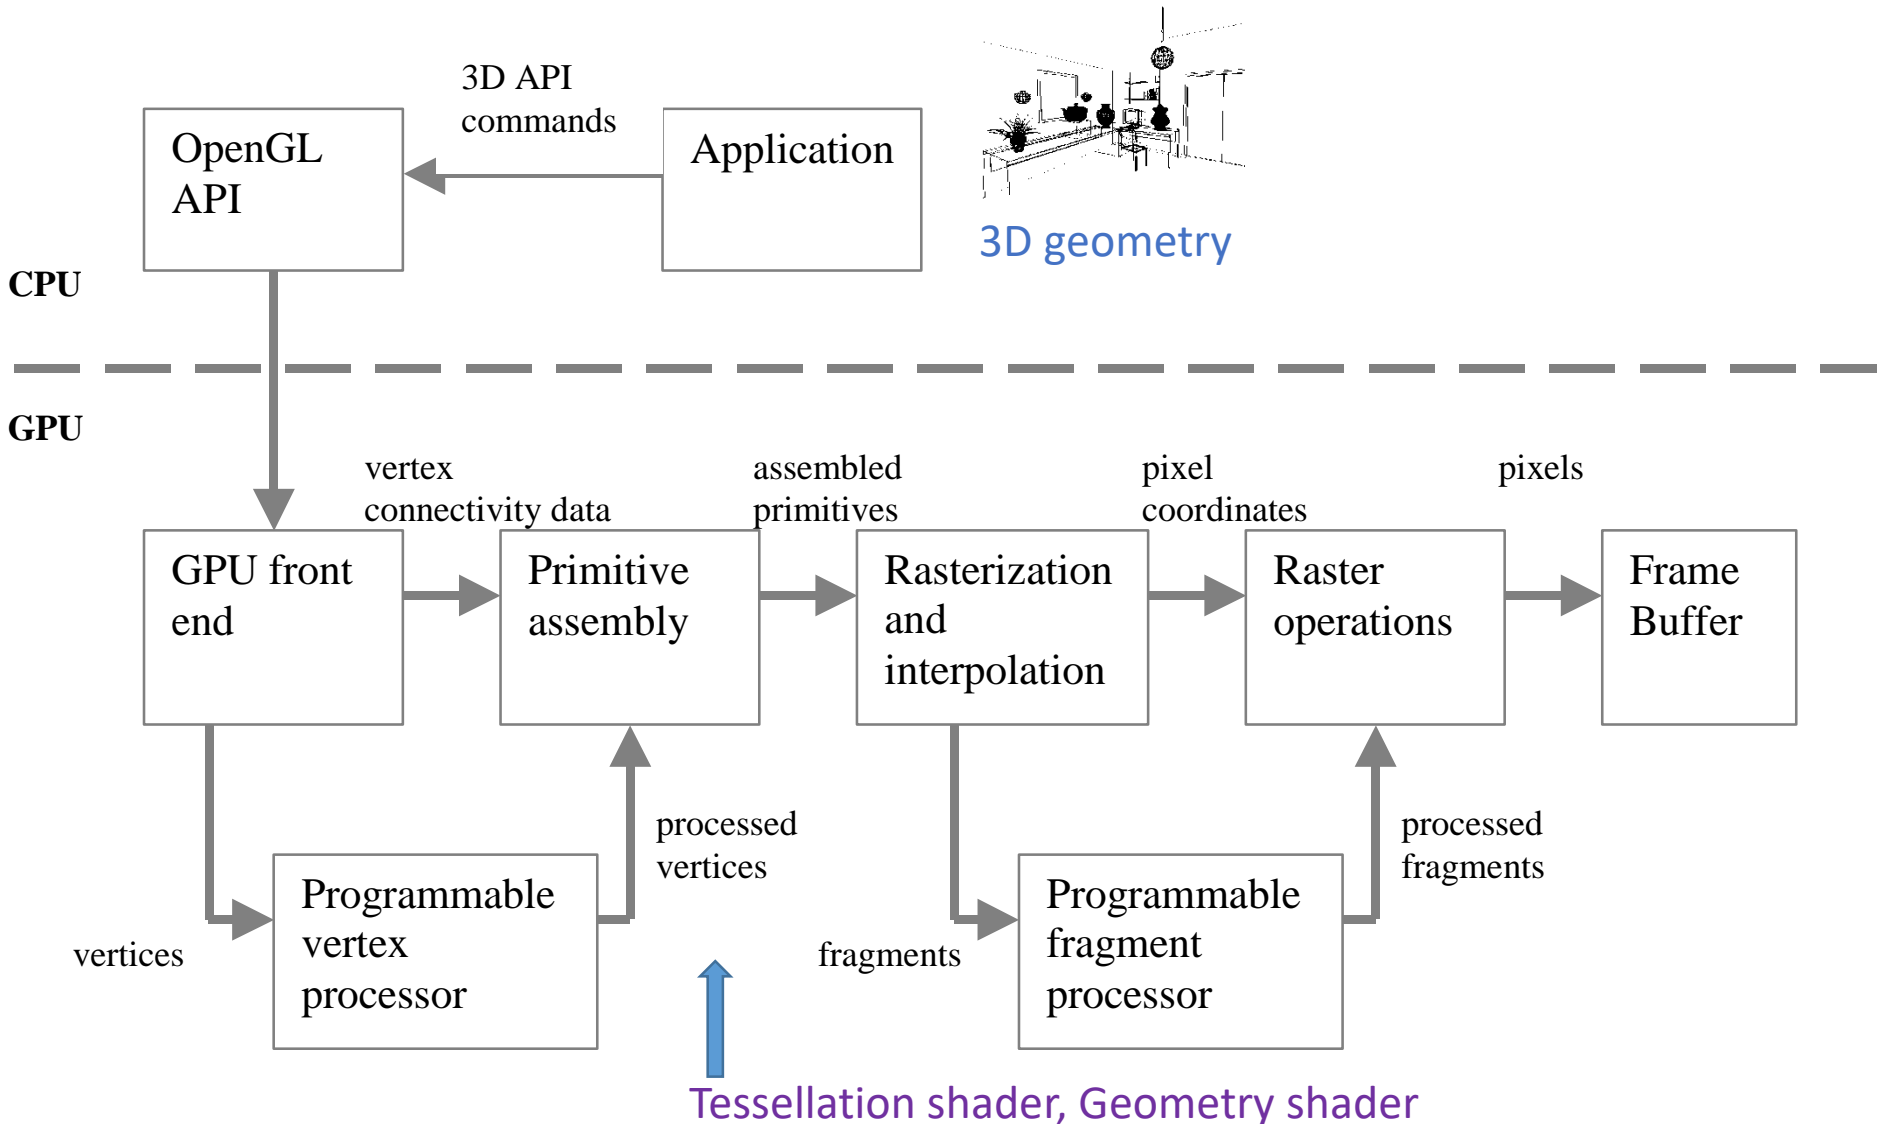 3D API
commands
OpenGL
API
Application
3D geometry
CPU
GPU
vertex
connectivity data
assembled
primitives
pixel
coordinates
pixels
GPU front
end
Primitive
assembly
Rasterization
and
interpolation
Raster
operations
Frame
Buffer
processed
vertices
processed
fragments
vertices
Programmable
vertex
processor
fragments
Programmable
fragment
processor
Tessellation shader, Geometry shader